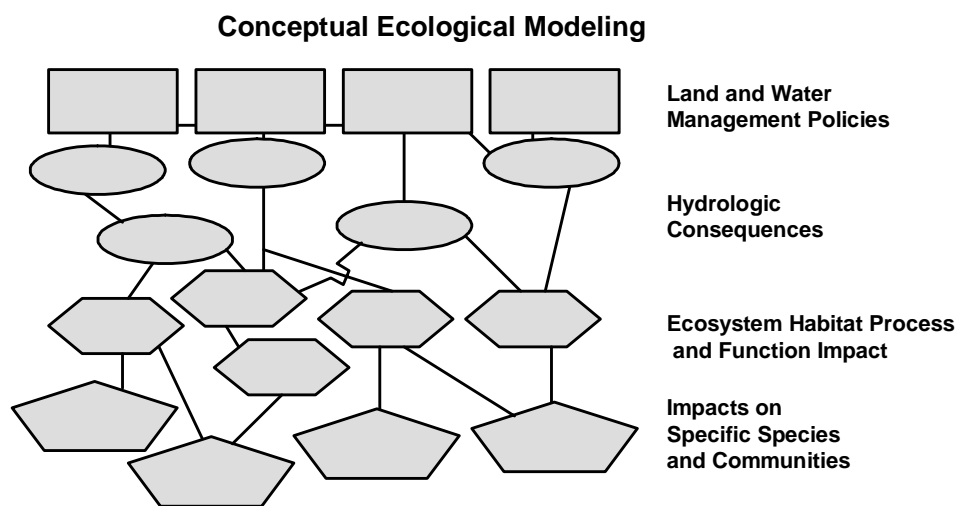 Conceptual Ecological Modeling
Land and Water
Management Policies
Hydrologic
Consequences
Ecosystem Habitat Process
and Function Impact
Impacts on
Specific Species
and Communities